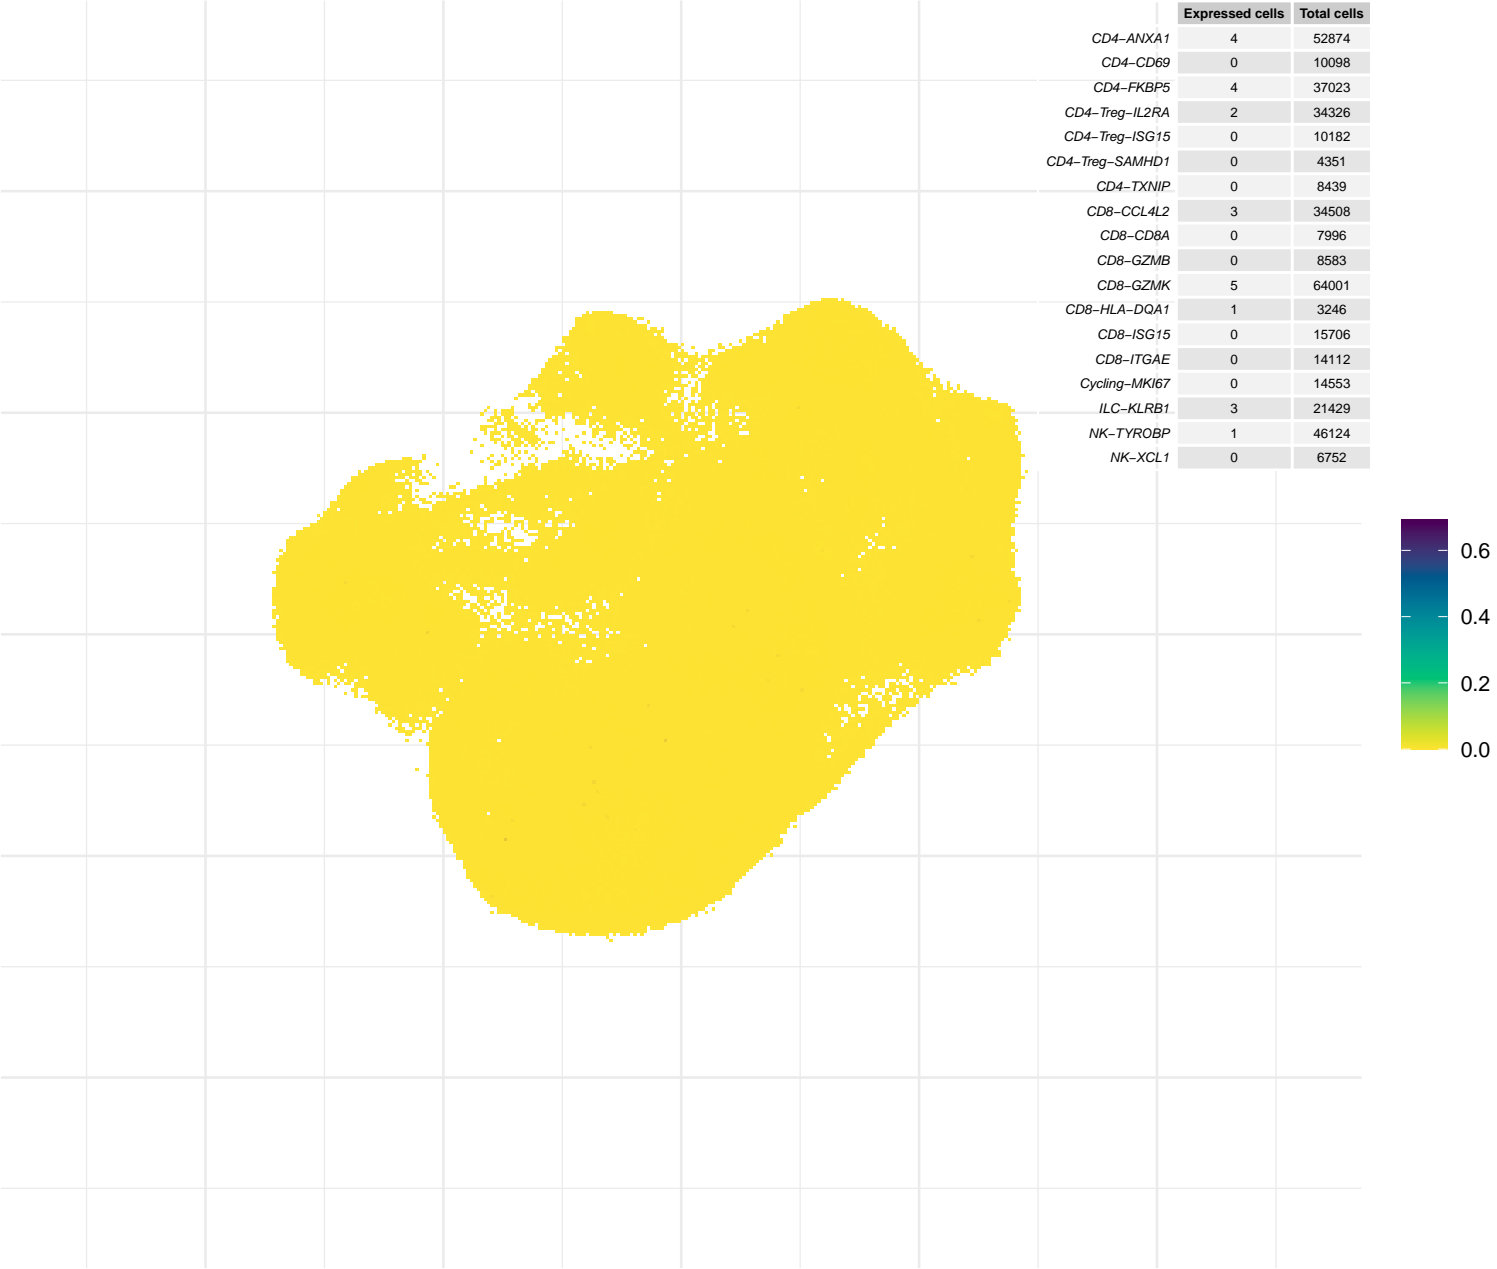 Expressed cells Total cells
CD4−ANXA1 4 52874
CD4−CD69 0 10098
CD4−FKBP5 4 37023
CD4−Treg−IL2RA 2 34326
CD4−Treg−ISG15 0 10182
CD4−Treg−SAMHD1 0 4351
CD4−TXNIP 0 8439
CD8−CCL4L2 3 34508
CD8−CD8A 0 7996
CD8−GZMB 0 8583
CD8−GZMK 5 64001
CD8−HLA−DQA1 1 3246
CD8−ISG15 0 15706
CD8−ITGAE 0 14112
Cycling−MKI67 0 14553
ILC−KLRB1 3 21429
NK−TYROBP 1 46124
NK−XCL1 0 6752
0.6
0.4
0.2
0.0